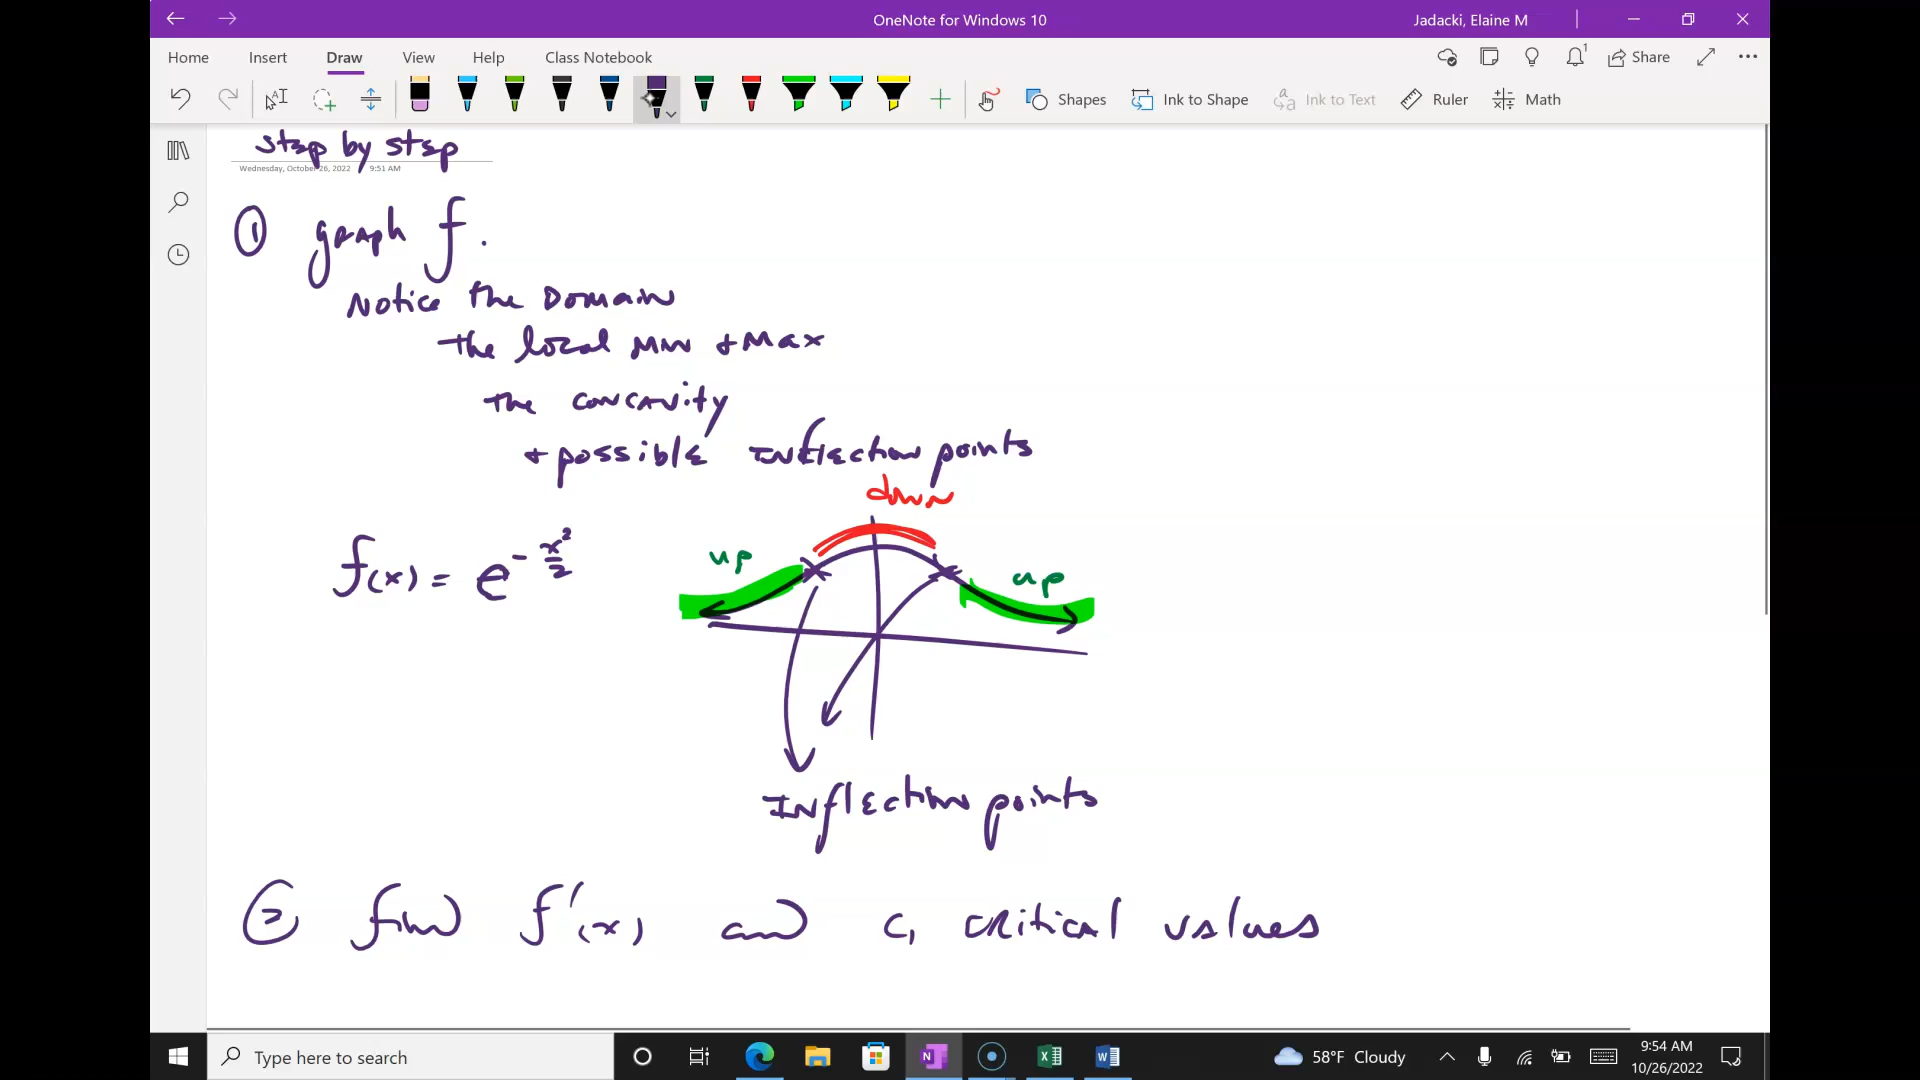 OneNote for Windows 10
Jadacki, Elaine M
Home Insert Draw View Help Class Notebook
1
Share
Shapes Ink to Shape Ink to Text Ruler Math
step by step
Wednesday, October 26, 2022 9:51 AM
① graph f.
Notice the Domain
the local min + max
the concavity
+ possible inflection points
down
up
up
f(x) = e^{-x²/2}
Inflection points
② find f'(x) and c, critical values
Type here to search
58°F Cloudy
9:54 AM
10/26/2022